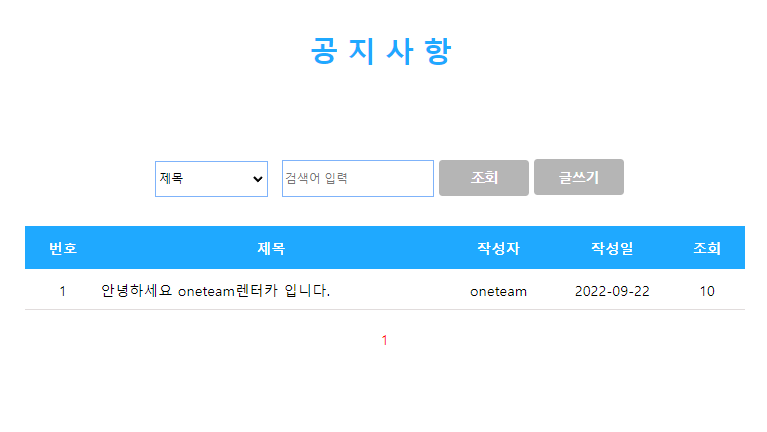 공 지 사 항
제목 검색어 입력 조회 글쓰기
번호 제목 작성자 작성일 조회
1 안녕하세요 oneteam렌터카 입니다. oneteam 2022-09-22 10
1